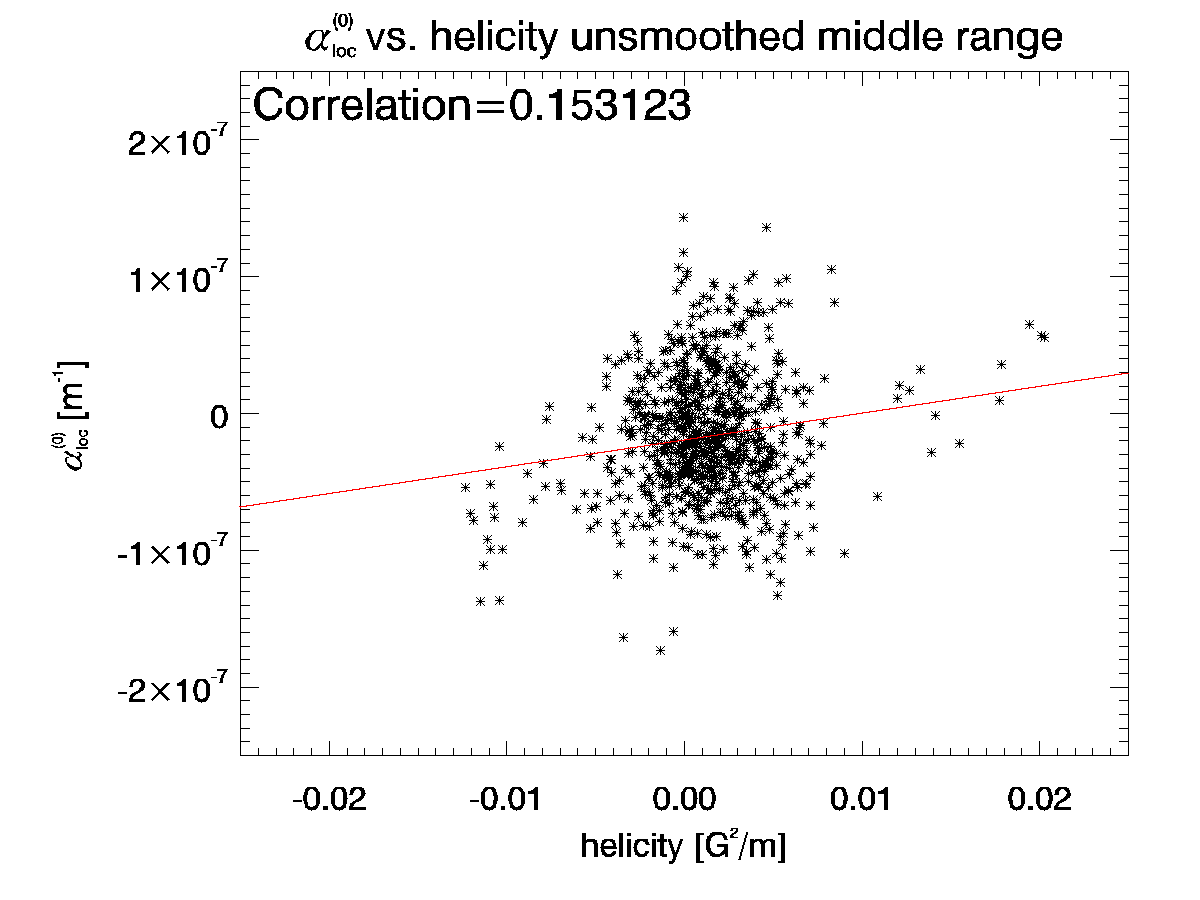 α_loc^(0) vs. helicity unsmoothed middle range
Correlation=0.153123
2×10^-7
1×10^-7
0
-1×10^-7
-2×10^-7
α_loc^(0) [m^-1]
-0.02 -0.01 0.00 0.01 0.02
helicity [G²/m]